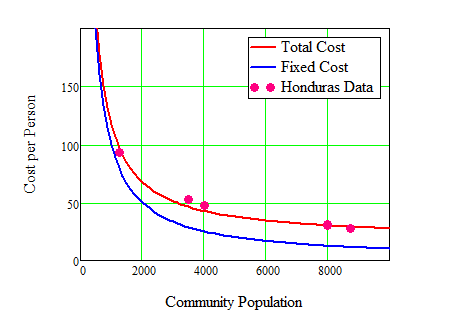 Total Cost
Fixed Cost
Honduras Data
150
100
50
0
Cost per Person
0 2000 4000 6000 8000
Community Population